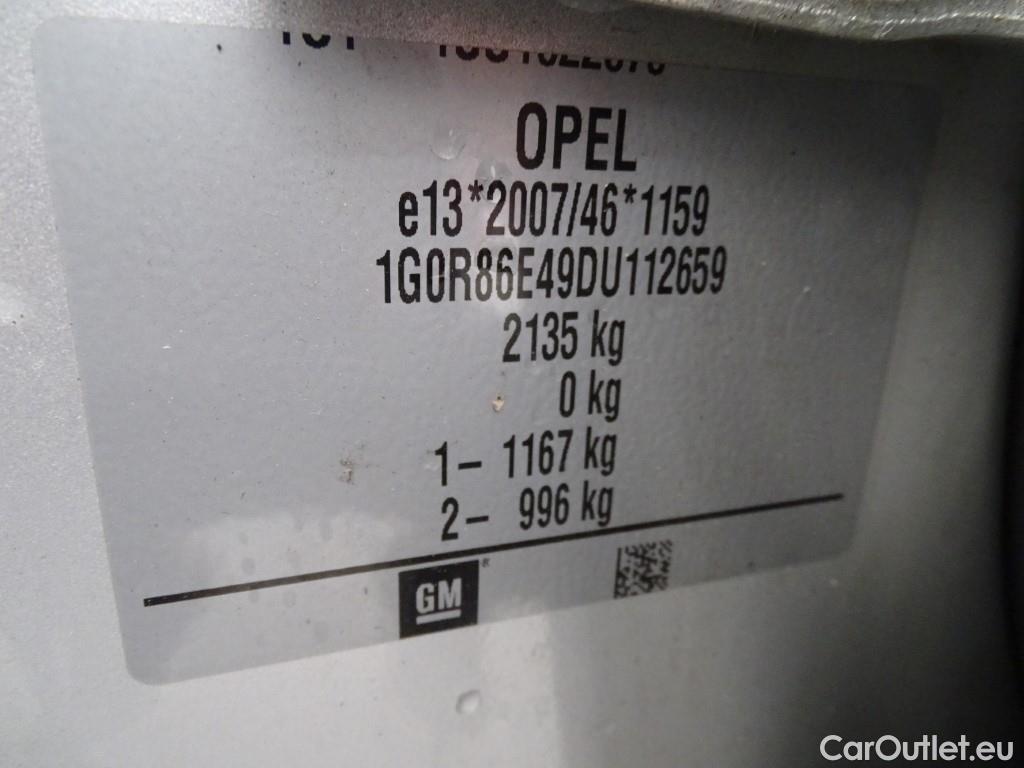 OPEL
e13*2007/46*1159
1G0R86E49DU112659
2135 kg
0 kg
1- 1167 kg
2- 996 kg
GM
®
CarOutlet.eu